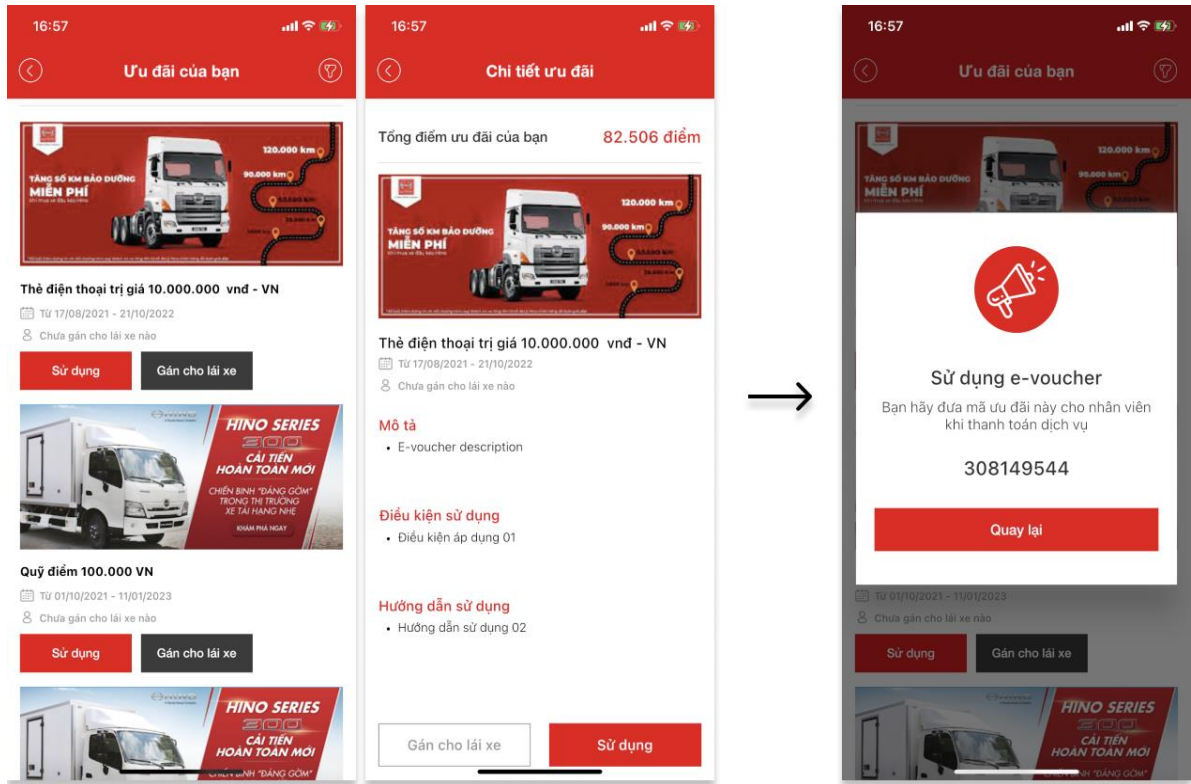 16:57
Ưu đãi của bạn
120.000 km
90.000 km
TĂNG SỐ KM BẢO DƯỠNG
MIỄN PHÍ
Thẻ điện thoại trị giá 10.000.000 vnđ - VN
Từ 17/08/2021 - 21/10/2022
Chưa gán cho lái xe nào
Sử dụng
Gán cho lái xe
HINO
HINO SERIES
300
CẢI TIẾN
HOÀN TOÀN MỚI
CHIẾN BINH "ĐÁNG GỜM"
TRONG THỊ TRƯỜNG
XE TẢI HẠNG NHẸ
KHÁM PHÁ NGAY
Quỹ điểm 100.000 VN
Từ 01/10/2021 - 11/01/2023
Chưa gán cho lái xe nào
Sử dụng
Gán cho lái xe
HINO
HINO SERIES
300
CẢI TIẾN
HOÀN TOÀN MỚI
CHIẾN BINH "ĐÁNG GỜM"
16:57
Chi tiết ưu đãi
Tổng điểm ưu đãi của bạn
82.506 điểm
120.000 km
90.000 km
TĂNG SỐ KM BẢO DƯỠNG
MIỄN PHÍ
Thẻ điện thoại trị giá 10.000.000 vnđ - VN
Từ 17/08/2021 - 21/10/2022
Chưa gán cho lái xe nào
Mô tả
• E-voucher description
Điều kiện sử dụng
• Điều kiện áp dụng 01
Hướng dẫn sử dụng
• Hướng dẫn sử dụng 02
Gán cho lái xe
Sử dụng
16:57
Ưu đãi của bạn
120.000 km
90.000 km
TĂNG SỐ KM BẢO DƯỠNG
MIỄN PHÍ
Sử dụng e-voucher
Bạn hãy đưa mã ưu đãi này cho nhân viên
khi thanh toán dịch vụ
308149544
Quay lại
Từ 01/10/2021 - 11/01/2023
Chưa gán cho lái xe nào
Sử dụng
Gán cho lái xe
HINO
HINO SERIES
300
CẢI TIẾN
HOÀN TOÀN MỚI
CHIẾN BINH "ĐÁNG GỜM"